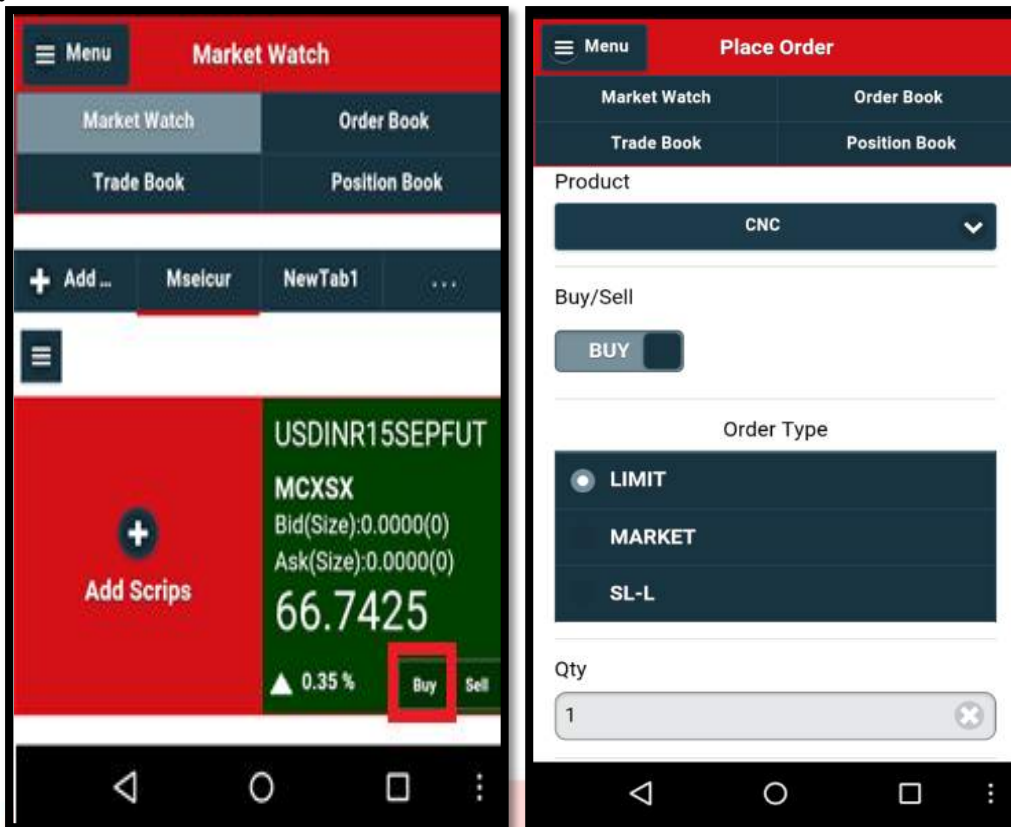 Menu
Market Watch
Market Watch
Order Book
Trade Book
Position Book
Add ...
Mseicur
NewTab1
...
Add Scrips
USDINR15SEPFUT
MCXSX
Bid(Size):0.0000(0)
Ask(Size):0.0000(0)
66.7425
0.35 %
Buy
Sell
Menu
Place Order
Market Watch
Order Book
Trade Book
Position Book
Product
CNC
Buy/Sell
BUY
Order Type
LIMIT
MARKET
SL-L
Qty
1